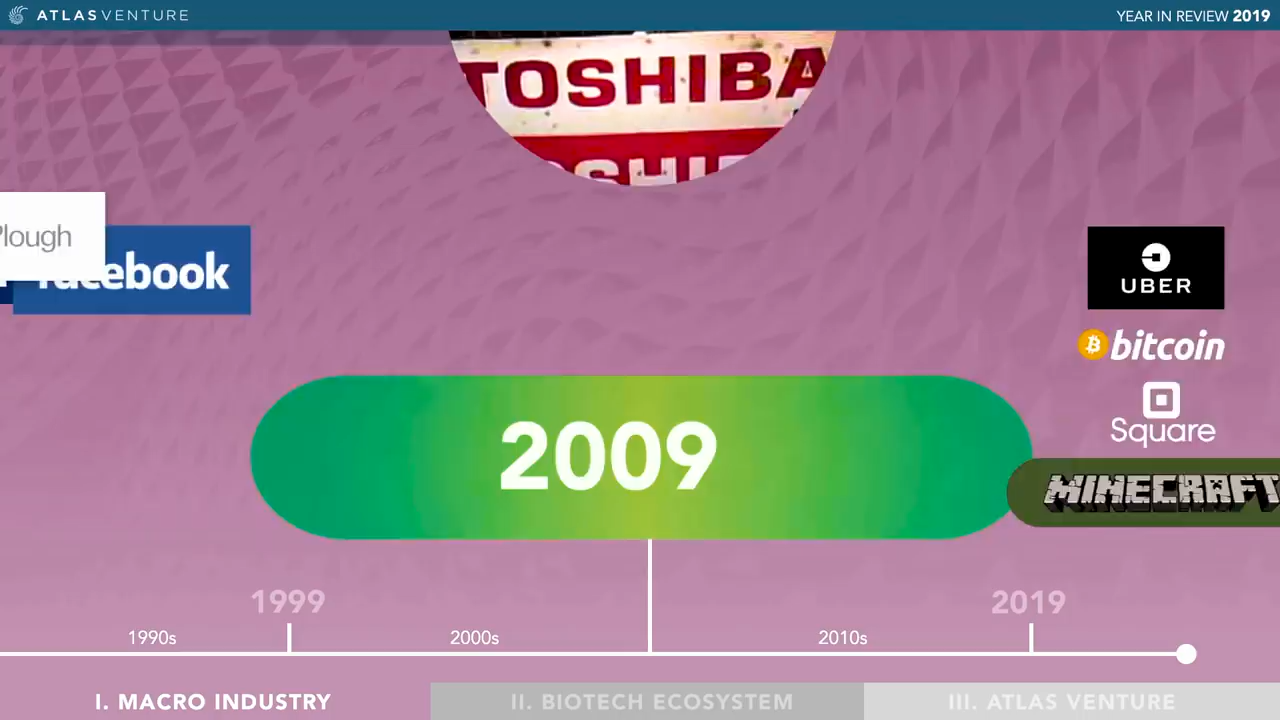 ATLAS VENTURE
YEAR IN REVIEW 2019
TOSHIBA
facebook
UBER
bitcoin
Square
MINECRAFT
2009
1999
2019
1990s
2000s
2010s
I. MACRO INDUSTRY
II. BIOTECH ECOSYSTEM
III. ATLAS VENTURE